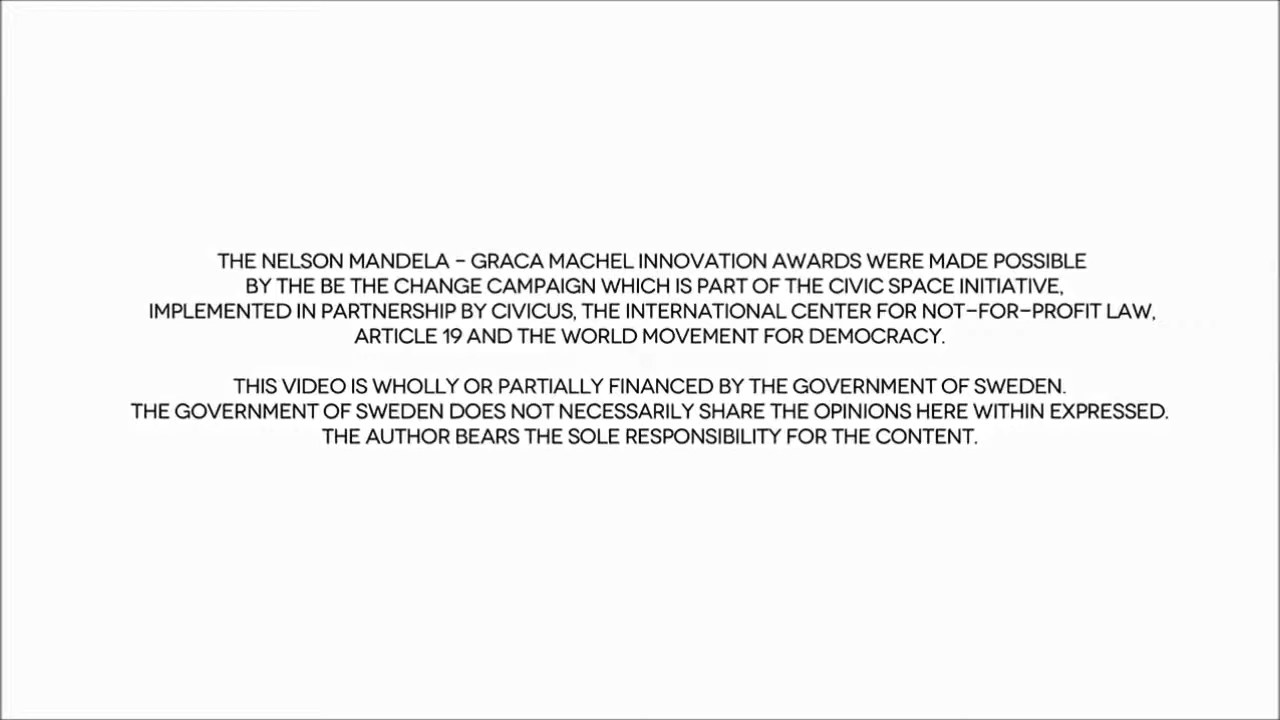 THE NELSON MANDELA - GRACA MACHEL INNOVATION AWARDS WERE MADE POSSIBLE
BY THE BE THE CHANGE CAMPAIGN WHICH IS PART OF THE CIVIC SPACE INITIATIVE,
IMPLEMENTED IN PARTNERSHIP BY CIVICUS, THE INTERNATIONAL CENTER FOR NOT-FOR-PROFIT LAW,
ARTICLE 19 AND THE WORLD MOVEMENT FOR DEMOCRACY.
THIS VIDEO IS WHOLLY OR PARTIALLY FINANCED BY THE GOVERNMENT OF SWEDEN.
THE GOVERNMENT OF SWEDEN DOES NOT NECESSARILY SHARE THE OPINIONS HERE WITHIN EXPRESSED.
THE AUTHOR BEARS THE SOLE RESPONSIBILITY FOR THE CONTENT.